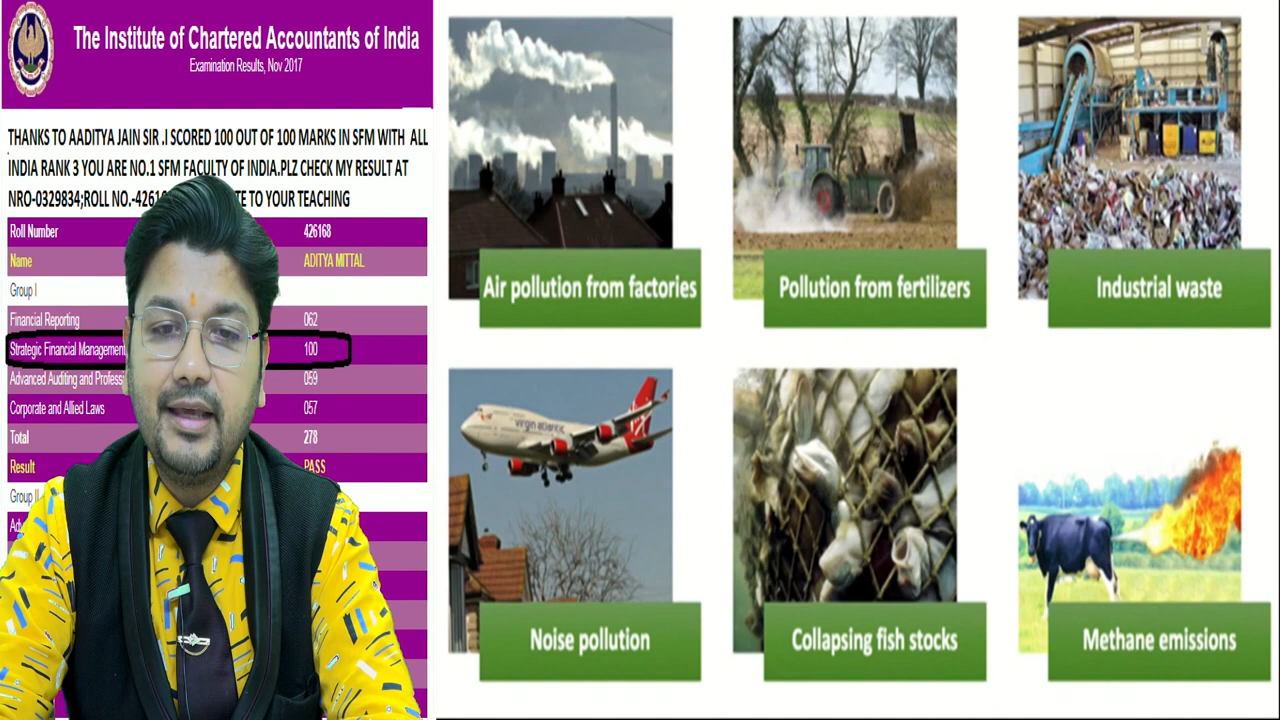 The Institute of Chartered Accountants of India
Examination Results, Nov 2017
THANKS TO AADITYA JAIN SIR .I SCORED 100 OUT OF 100 MARKS IN SFM WITH ALL
INDIA RANK 3 YOU ARE NO.1 SFM FACULTY OF INDIA.PLZ CHECK MY RESULT AT
NRO-0329834;ROLL NO.-4261 TO YOUR TEACHING
Roll Number 426168
Name ADITYA MITTAL
Group I
Financial Reporting 062
Strategic Financial Management 100
Advanced Auditing and 059
Corporate and Allied Laws 057
Total 278
Result PASS
Group II
Air pollution from factories
Pollution from fertilizers
Industrial waste
virgin atlantic
Noise pollution
Collapsing fish stocks
Methane emissions